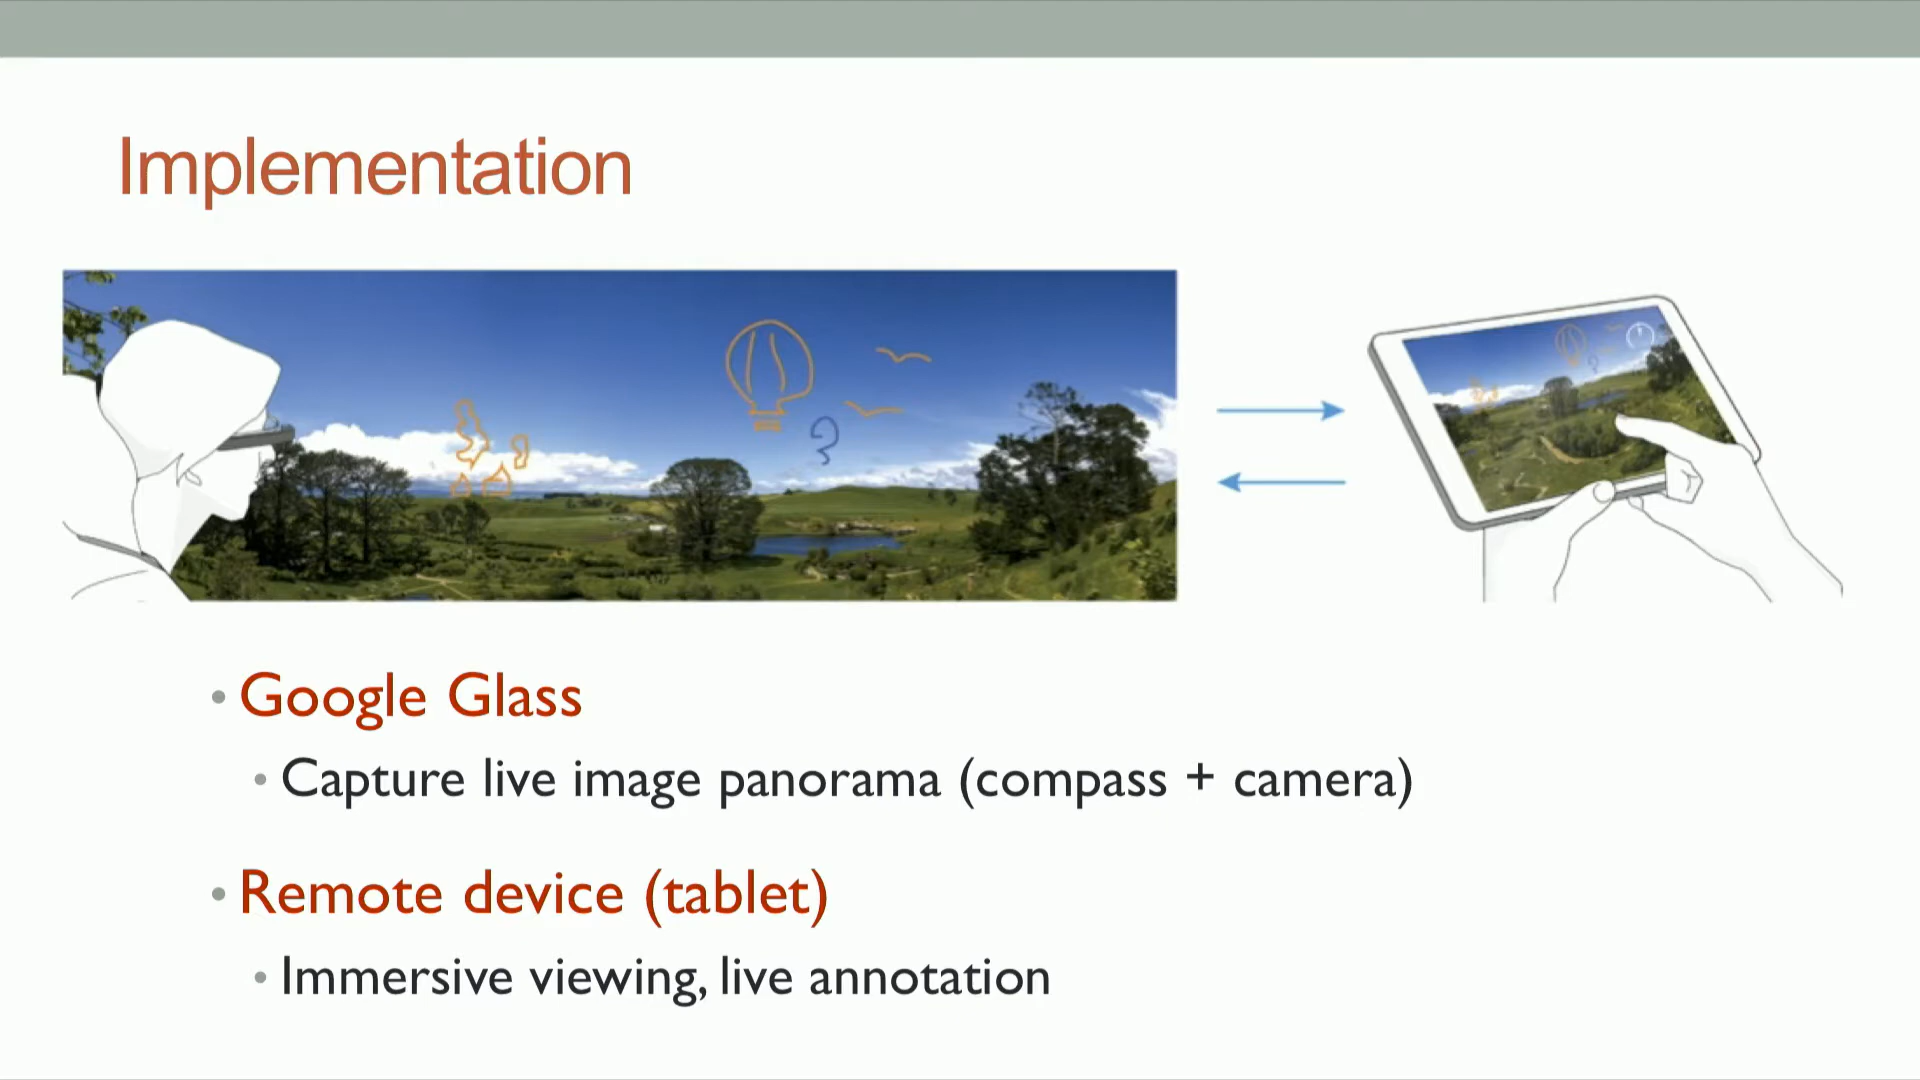 Implementation
• Google Glass
• Capture live image panorama (compass + camera)
• Remote device (tablet)
• Immersive viewing, live annotation